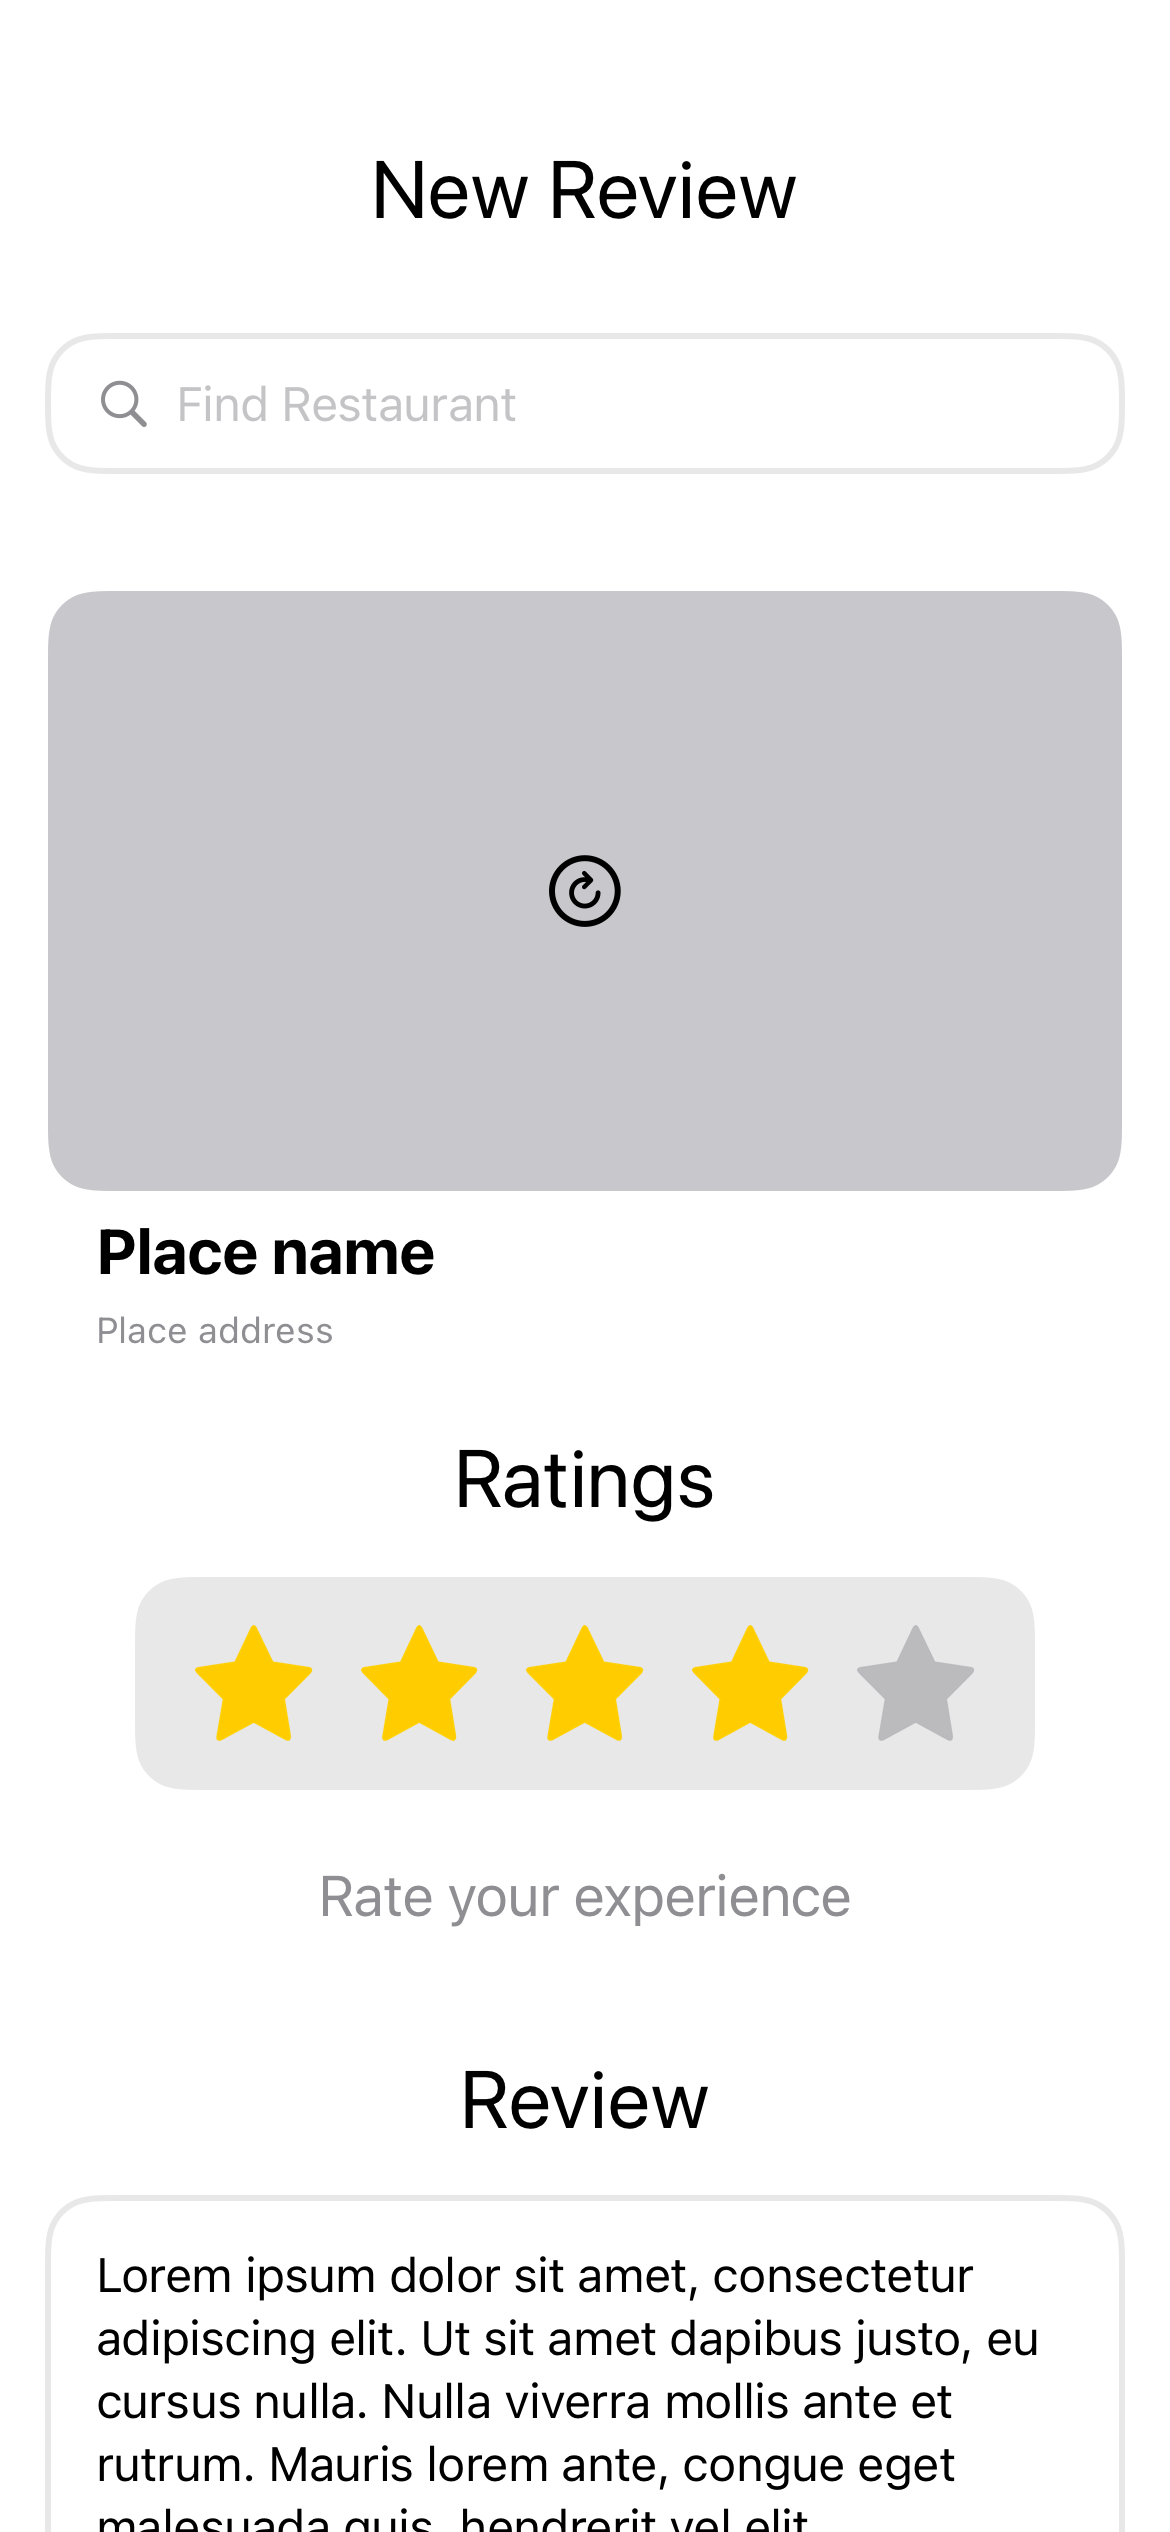 New Review
Find Restaurant
Place name
Place address
Ratings
Rate your experience
Review
Lorem ipsum dolor sit amet, consectetur
adipiscing elit. Ut sit amet dapibus justo, eu
cursus nulla. Nulla viverra mollis ante et
rutrum. Mauris lorem ante, congue eget
malesuada quis, hendrerit vel elit.